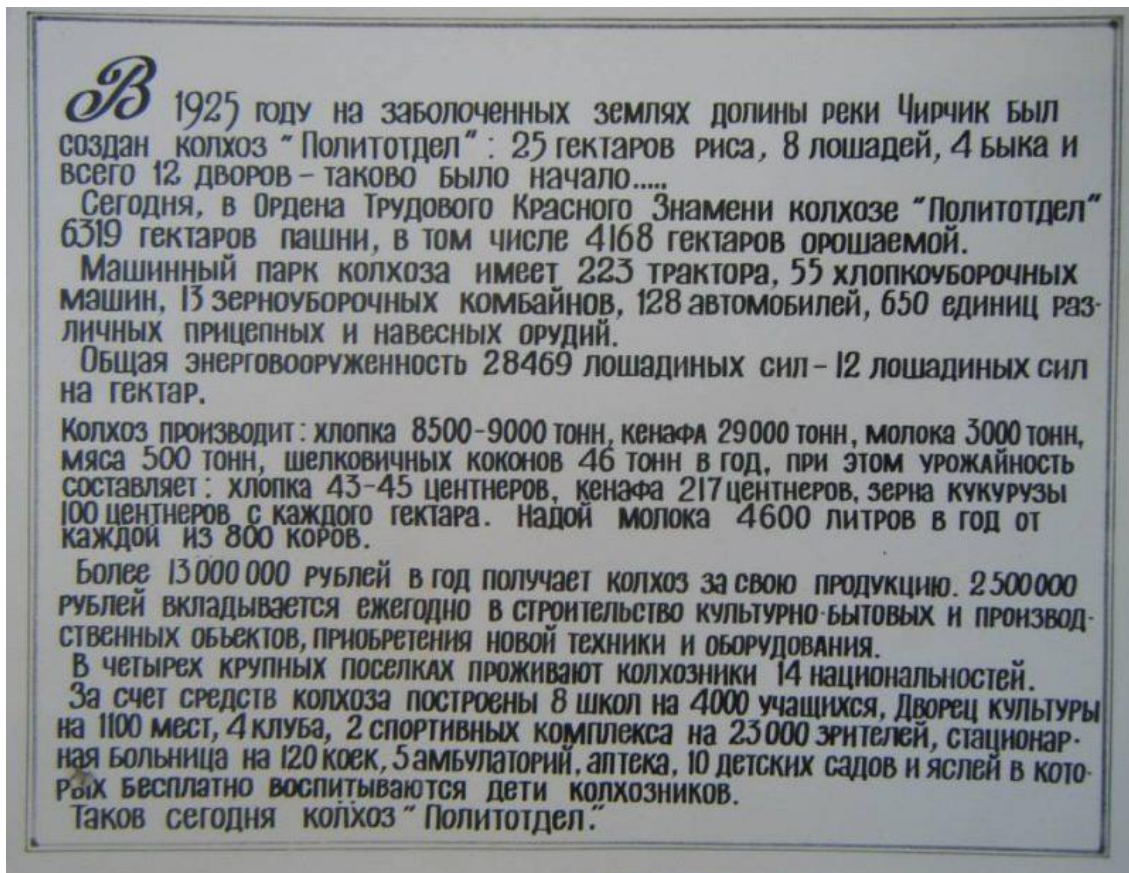 В 1925 году на заболоченных землях долины реки Чирчик был
создан колхоз "Политотдел": 25 гектаров риса, 8 лошадей, 4 быка и
всего 12 дворов – таково было начало.....
Сегодня, в Ордена Трудового Красного Знамени колхозе "Политотдел"
6319 гектаров пашни, в том числе 4168 гектаров орошаемой.
Машинный парк колхоза имеет 223 трактора, 55 хлопкоуборочных
машин, 13 зерноуборочных комбайнов, 128 автомобилей, 650 единиц раз-
личных прицепных и навесных орудий.
Общая энерговооруженность 28469 лошадиных сил – 12 лошадиных сил
на гектар.
Колхоз производит: хлопка 8500-9000 тонн, кенафа 29000 тонн, молока 3000 тонн,
мяса 500 тонн, шелковичных коконов 46 тонн в год, при этом урожайность
составляет: хлопка 43-45 центнеров, кенафа 217 центнеров, зерна кукурузы
100 центнеров с каждого гектара. Надой молока 4600 литров в год от
каждой из 800 коров.
Более 13 000 000 рублей в год получает колхоз за свою продукцию. 2 500 000
рублей вкладывается ежегодно в строительство культурно-бытовых и производ-
ственных объектов, приобретения новой техники и оборудования.
В четырех крупных поселках проживают колхозники 14 национальностей.
За счет средств колхоза построены 8 школ на 4000 учащихся, Дворец культуры
на 1100 мест, 4 клуба, 2 спортивных комплекса на 23 000 зрителей, стационар-
ная больница на 120 коек, 5 амбулаторий, аптека, 10 детских садов и яслей в кото-
рых бесплатно воспитываются дети колхозников.
Таков сегодня колхоз "Политотдел."